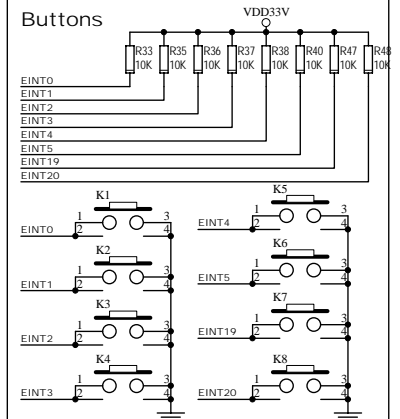 Buttons
VDD33V
R33 R35 R36 R37 R38 R40 R47 R48
10K 10K 10K 10K 10K 10K 10K 10K
EINT0
EINT1
EINT2
EINT3
EINT4
EINT5
EINT19
EINT20
K1
1 3
EINT0 2 4
K2
1 3
EINT1 2 4
K3
1 3
EINT2 2 4
K4
1 3
EINT3 2 4
K5
1 3
EINT4 2 4
K6
1 3
EINT5 2 4
K7
1 3
EINT19 2 4
K8
1 3
EINT20 2 4